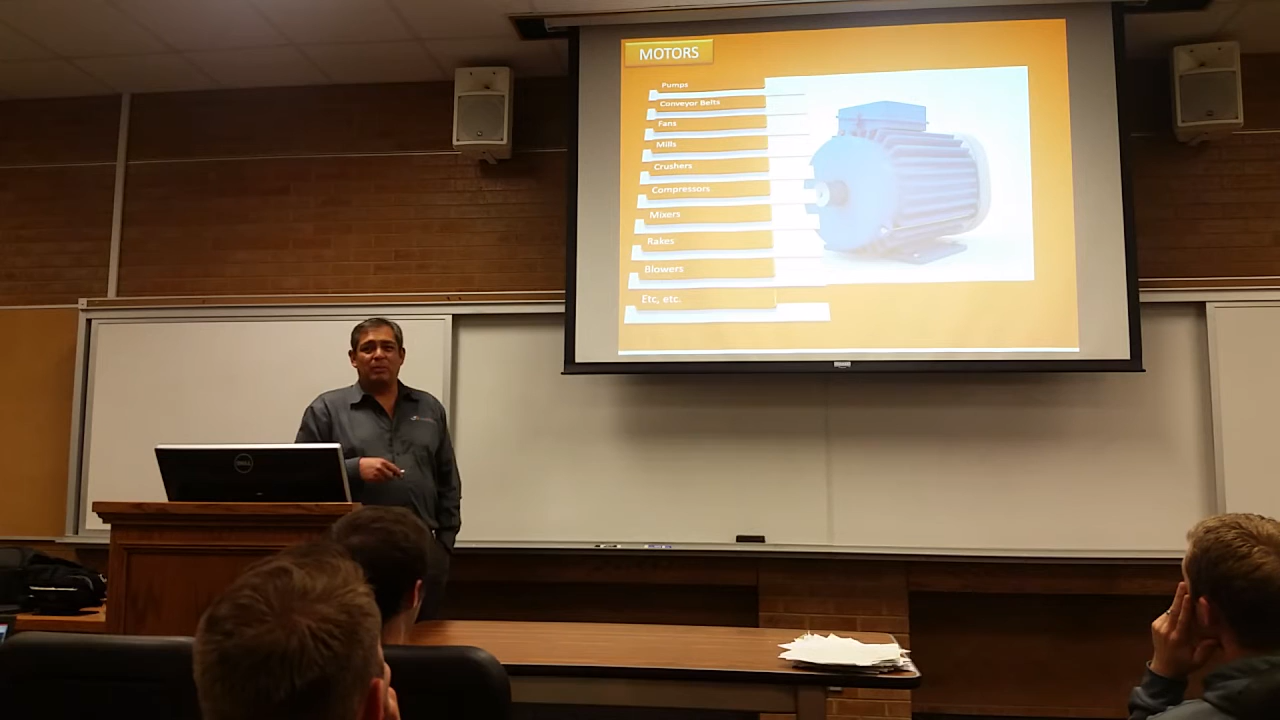 MOTORS
Pumps
Conveyor Belts
Fans
Mills
Crushers
Compressors
Mixers
Rakes
Blowers
Etc, etc.
DELL